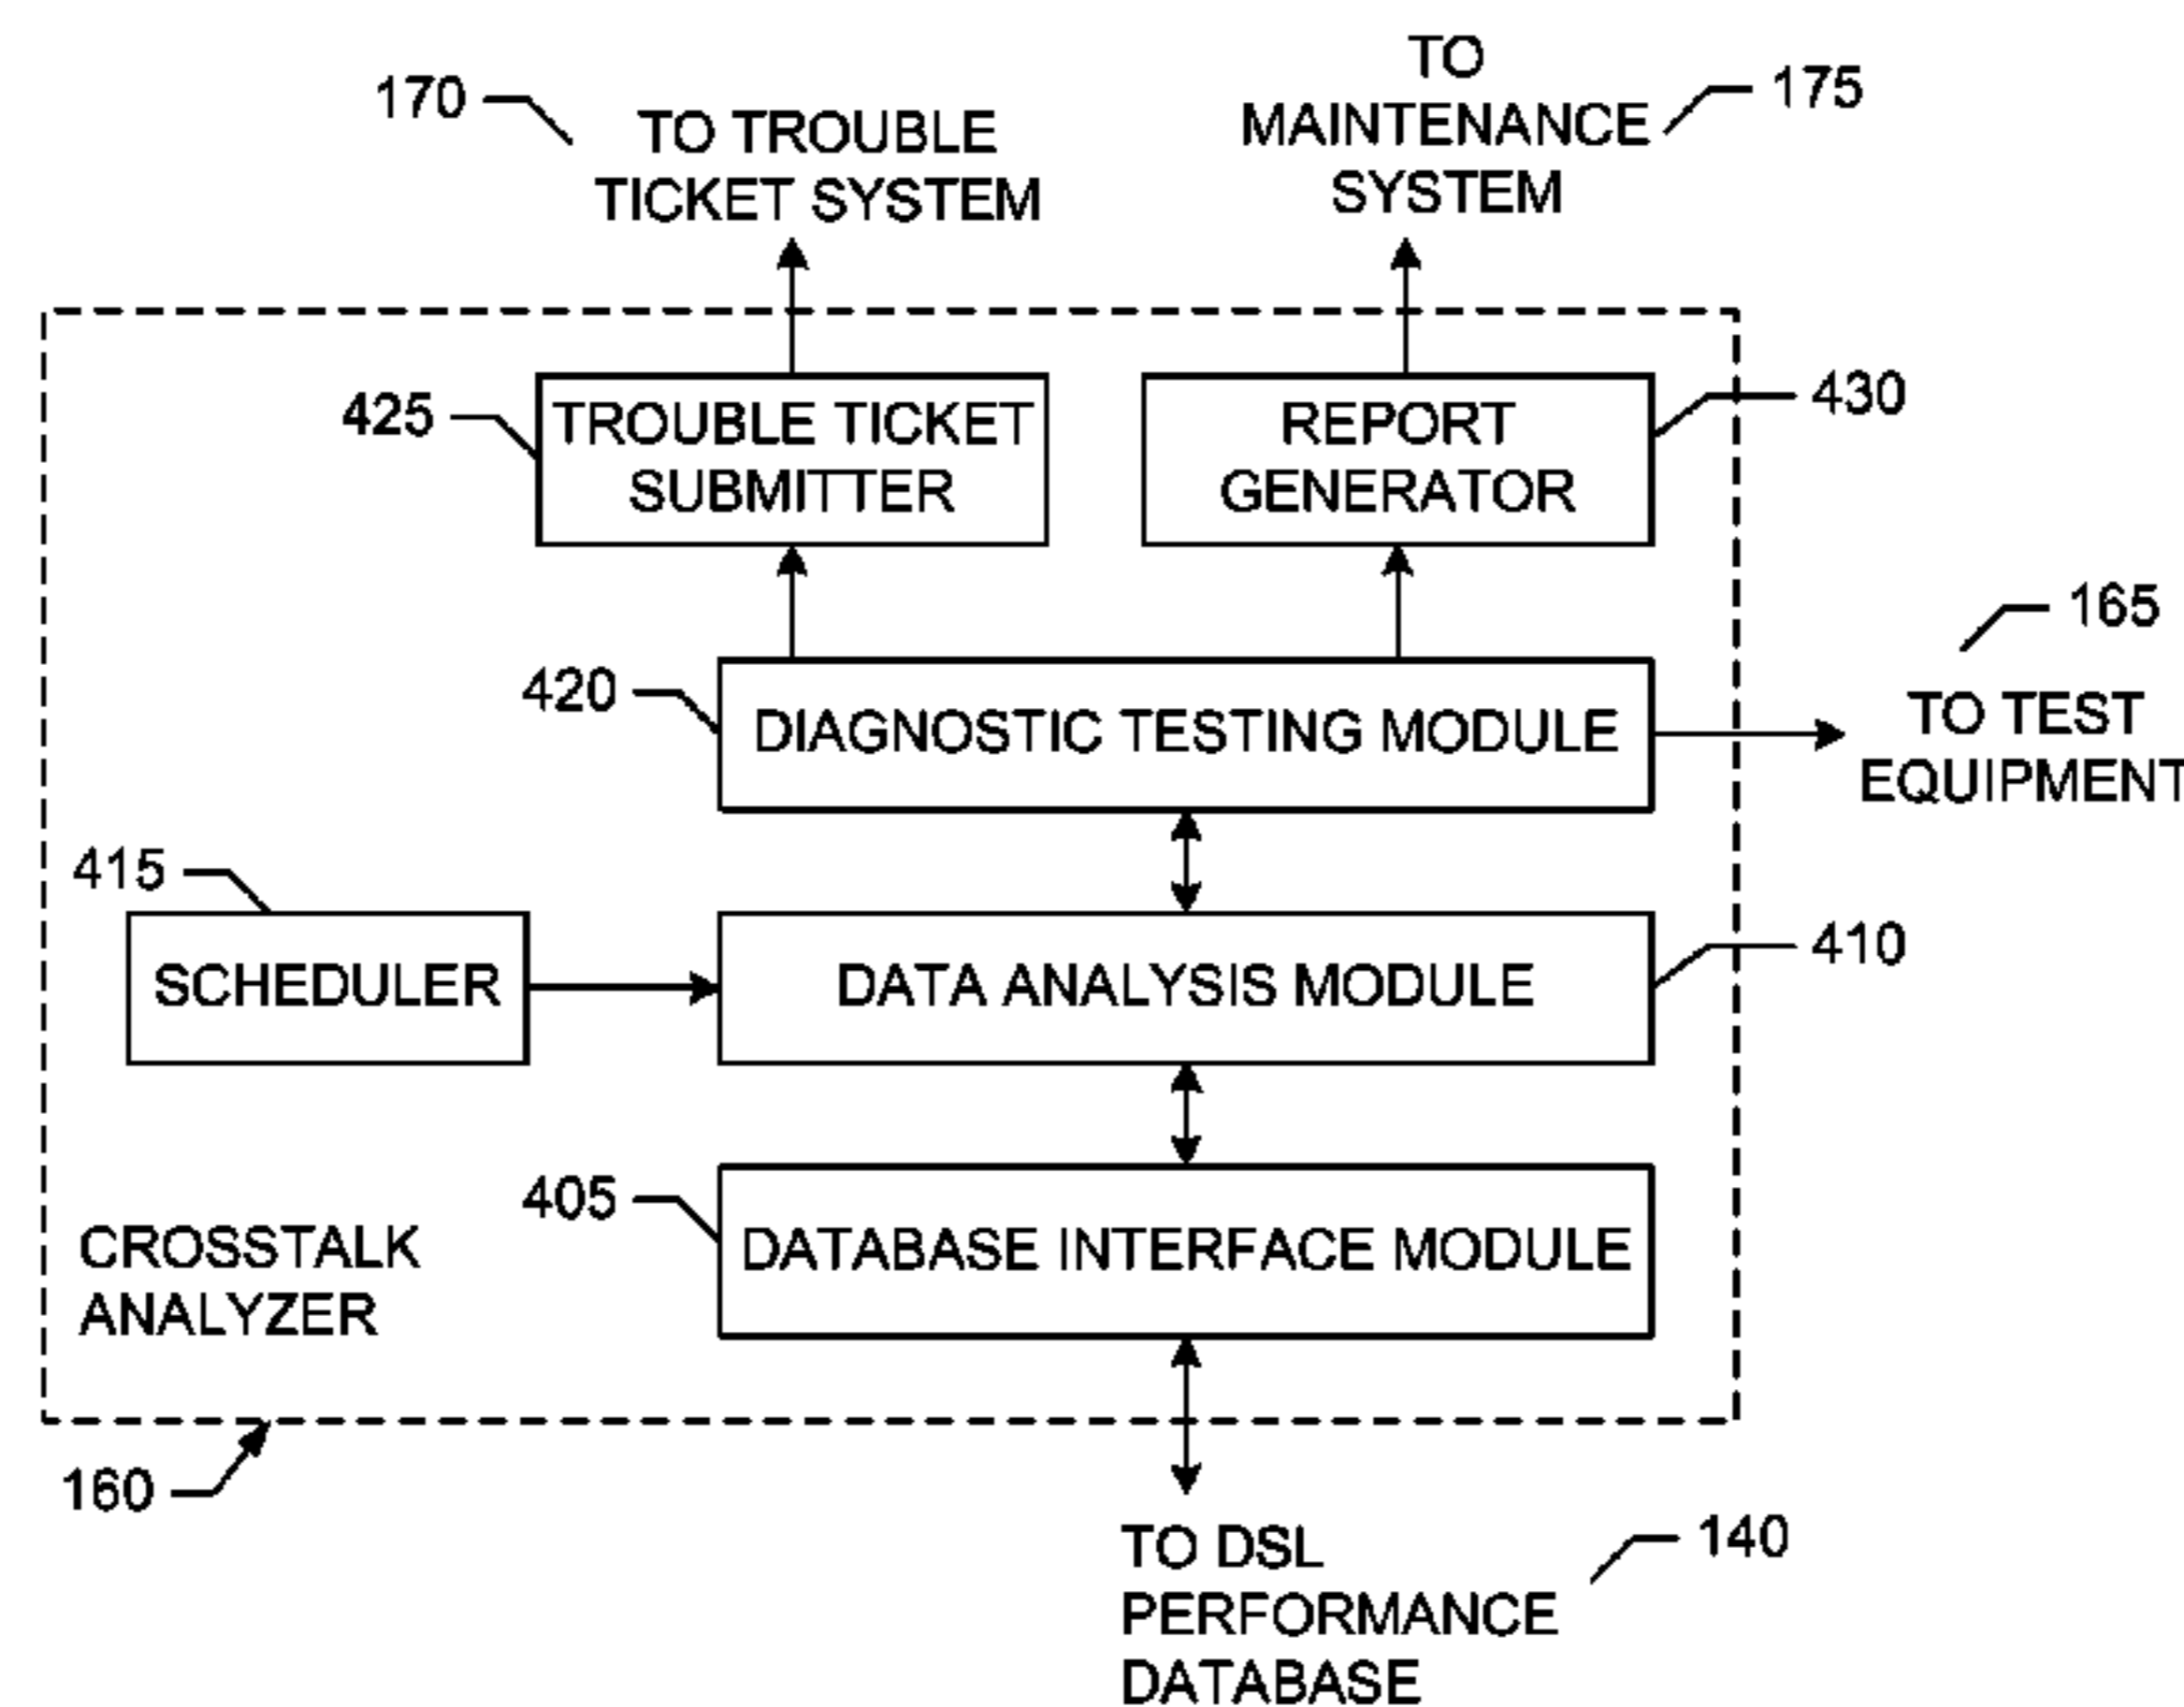 170
TO TROUBLE
TICKET SYSTEM
TO
MAINTENANCE
SYSTEM
175
425
TROUBLE TICKET
SUBMITTER
REPORT
GENERATOR
430
165
TO TEST
EQUIPMENT
420
DIAGNOSTIC TESTING MODULE
415
SCHEDULER
DATA ANALYSIS MODULE
410
405
DATABASE INTERFACE MODULE
CROSSTALK
ANALYZER
160
TO DSL
PERFORMANCE
DATABASE
140